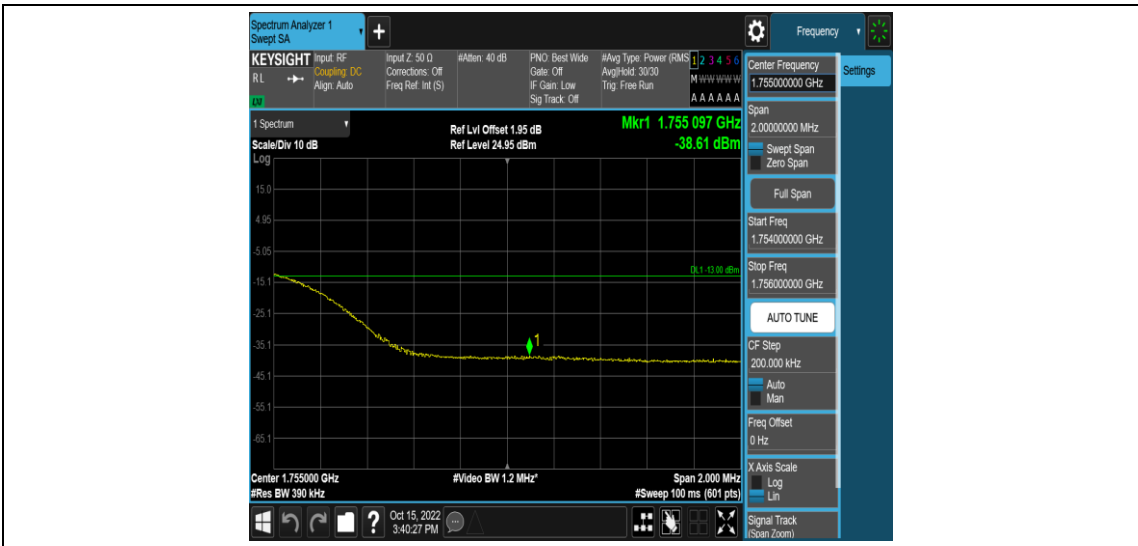 Spectrum Analyzer 1
Swept SA
Frequency
KEYSIGHT
RL
LXI
Input: RF
Coupling: DC
Align: Auto
Input Z: 50 Ω
Corrections: Off
Freq Ref: Int (S)
#Atten: 40 dB
PNO: Best Wide
Gate: Off
IF Gain: Low
Sig Track: Off
#Avg Type: Power (RMS
Avg|Hold: 30/30
Trig: Free Run
1 2 3 4 5 6
M W W W W W
A A A A A A
Center Frequency
1.755000000 GHz
Settings
1 Spectrum
Scale/Div 10 dB
Log
Ref Lvl Offset 1.95 dB
Ref Level 24.95 dBm
Mkr1 1.755 097 GHz
-38.61 dBm
15.0
4.95
-5.05
-15.1
-25.1
-35.1
-45.1
-55.1
-65.1
DL1 -13.00 dBm
1
Center 1.755000 GHz
#Res BW 390 kHz
#Video BW 1.2 MHz*
Span 2.000 MHz
#Sweep 100 ms (601 pts)
Span
2.00000000 MHz
Swept Span
Zero Span
Full Span
Start Freq
1.754000000 GHz
Stop Freq
1.756000000 GHz
AUTO TUNE
CF Step
200.000 kHz
Auto
Man
Freq Offset
0 Hz
X Axis Scale
Log
Lin
Signal Track
(Span Zoom)
Oct 15, 2022
3:40:27 PM